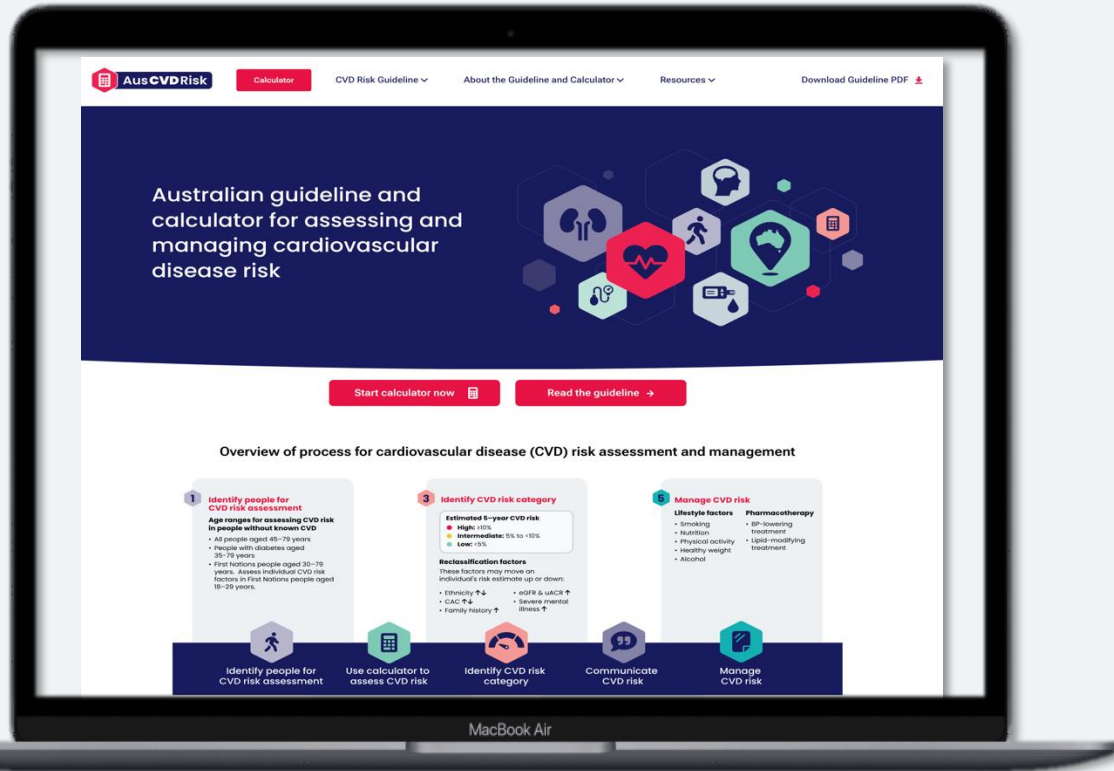 AusCVDRisk
Calculator
CVD Risk Guideline
About the Guideline and Calculator
Resources
Download Guideline PDF
Australian guideline and
calculator for assessing and
managing cardiovascular
disease risk
Start calculator now
Read the guideline →
Overview of process for cardiovascular disease (CVD) risk assessment and management
1
Identify people for
CVD risk assessment
Age ranges for assessing CVD risk
in people without known CVD
• All people aged 45–79 years
• People with diabetes aged
35–79 years
• First Nations people aged 30–79
years. Assess individual CVD risk
factors in First Nations people aged
18–29 years.
3
Identify CVD risk category
Estimated 5–year CVD risk
High: ≥10%
Intermediate: 5% to <10%
Low: <5%
Reclassification factors
These factors may move an
individual's risk estimate up or down:
• Ethnicity ↑↓
• CAC ↑↓
• Family history ↑
• eGFR & uACR ↑
• Severe mental
illness ↑
5
Manage CVD risk
Lifestyle factors
• Smoking
• Nutrition
• Physical activity
• Healthy weight
• Alcohol
Pharmacotherapy
• BP-lowering
treatment
• Lipid-modifying
treatment
Identify people for
CVD risk assessment
Use calculator to
assess CVD risk
Identify CVD risk
category
Communicate
CVD risk
Manage
CVD risk
MacBook Air